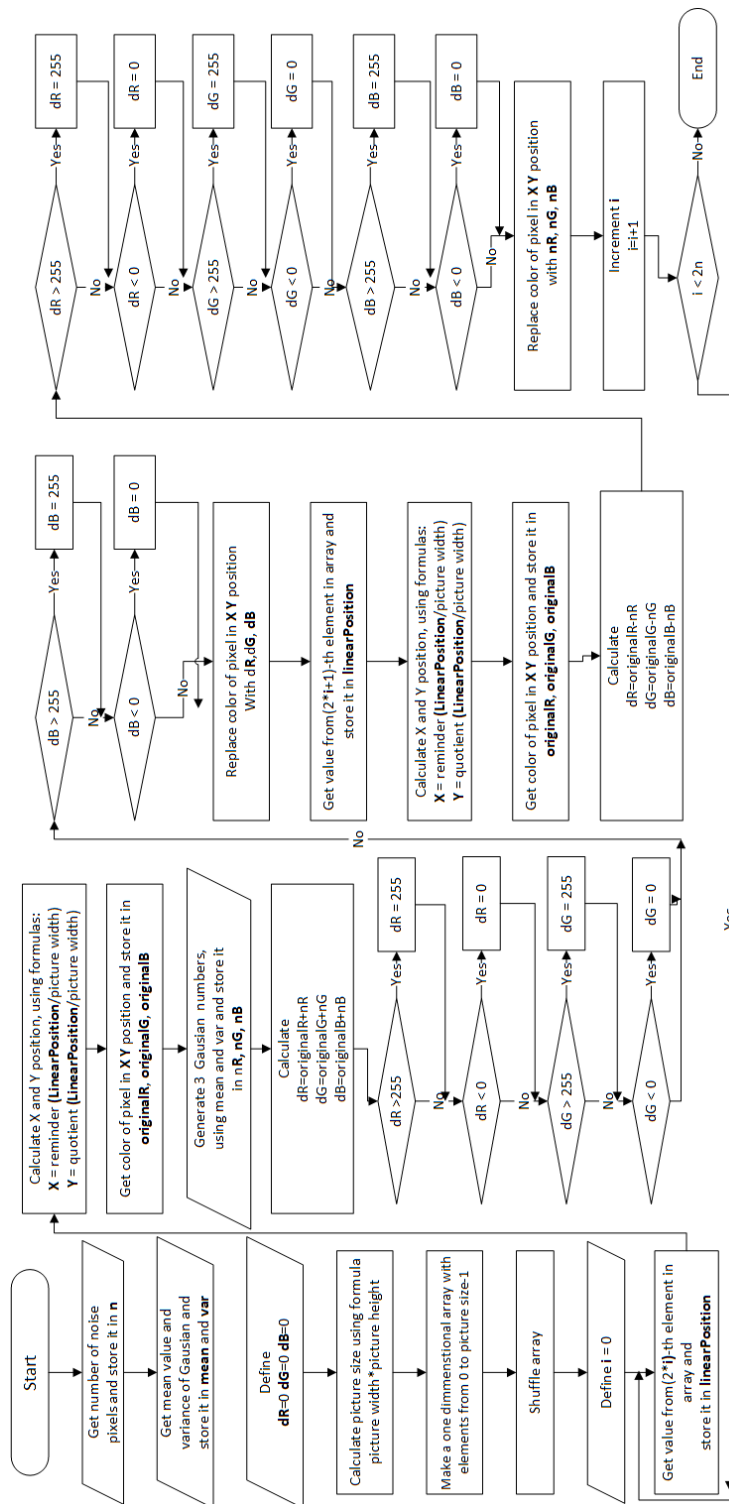 Start
Get number of noise
pixels and store it in n
Get mean value and
variance of Gaussian and
store it in mean and var
Define
dR=0 dG=0 dB=0
Calculate picture size using formula
picture width*picture height
Make a one dimmenstional array with
elements from 0 to picture size-1
Shuffle array
Define i = 0
Get value from(2*i)-th element in
array and
store it in linearPosition
Calculate X and Y position, using formulas:
X = reminder (LinearPosition/picture width)
Y = quotient (LinearPosition/picture width)
Get color of pixel in X Y position and store it in
originalR, originalG, originalB
Generate 3 Gausian numbers,
using mean and var and store it
in nR, nG, nB
Calculate
dR=originalR+nR
dG=originalG+nG
dB=originalB+nB
dR >255
Yes
dR = 255
No
dR < 0
Yes
dR = 0
No
dG > 255
Yes
dG = 255
No
dG < 0
Yes
dG = 0
No
dB > 255
Yes
dB = 255
No
dB < 0
Yes
dB = 0
No
Replace color of pixel in X Y position
With dR,dG, dB
Get value from(2*i+1)-th element in array and
store it in linearPosition
Calculate X and Y position, using formulas:
X = reminder (LinearPosition/picture width)
Y = quotient (LinearPosition/picture width)
Get color of pixel in X Y position and store it in
originalR, originalG, originalB
Calculate
dR=originalR-nR
dG=originalG-nG
dB=originalB-nB
dR > 255
Yes
dR = 255
No
dR < 0
Yes
dR = 0
No
dG > 255
Yes
dG = 255
No
dG < 0
Yes
dG = 0
No
dB > 255
Yes
dB = 255
No
dB < 0
Yes
dB = 0
No
Replace color of pixel in X Y position
with nR, nG, nB
Increment i
i=i+1
i < 2n
No
End